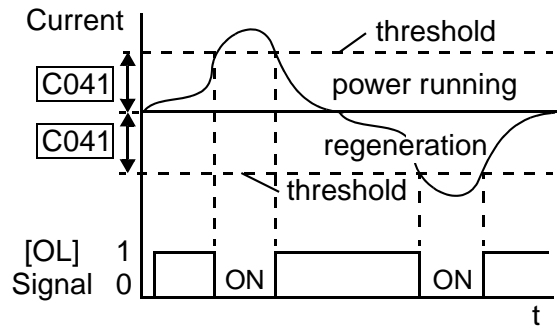 Current
threshold
C041
power running
C041
regeneration
threshold
[OL] 1
Signal 0 ON ON
t